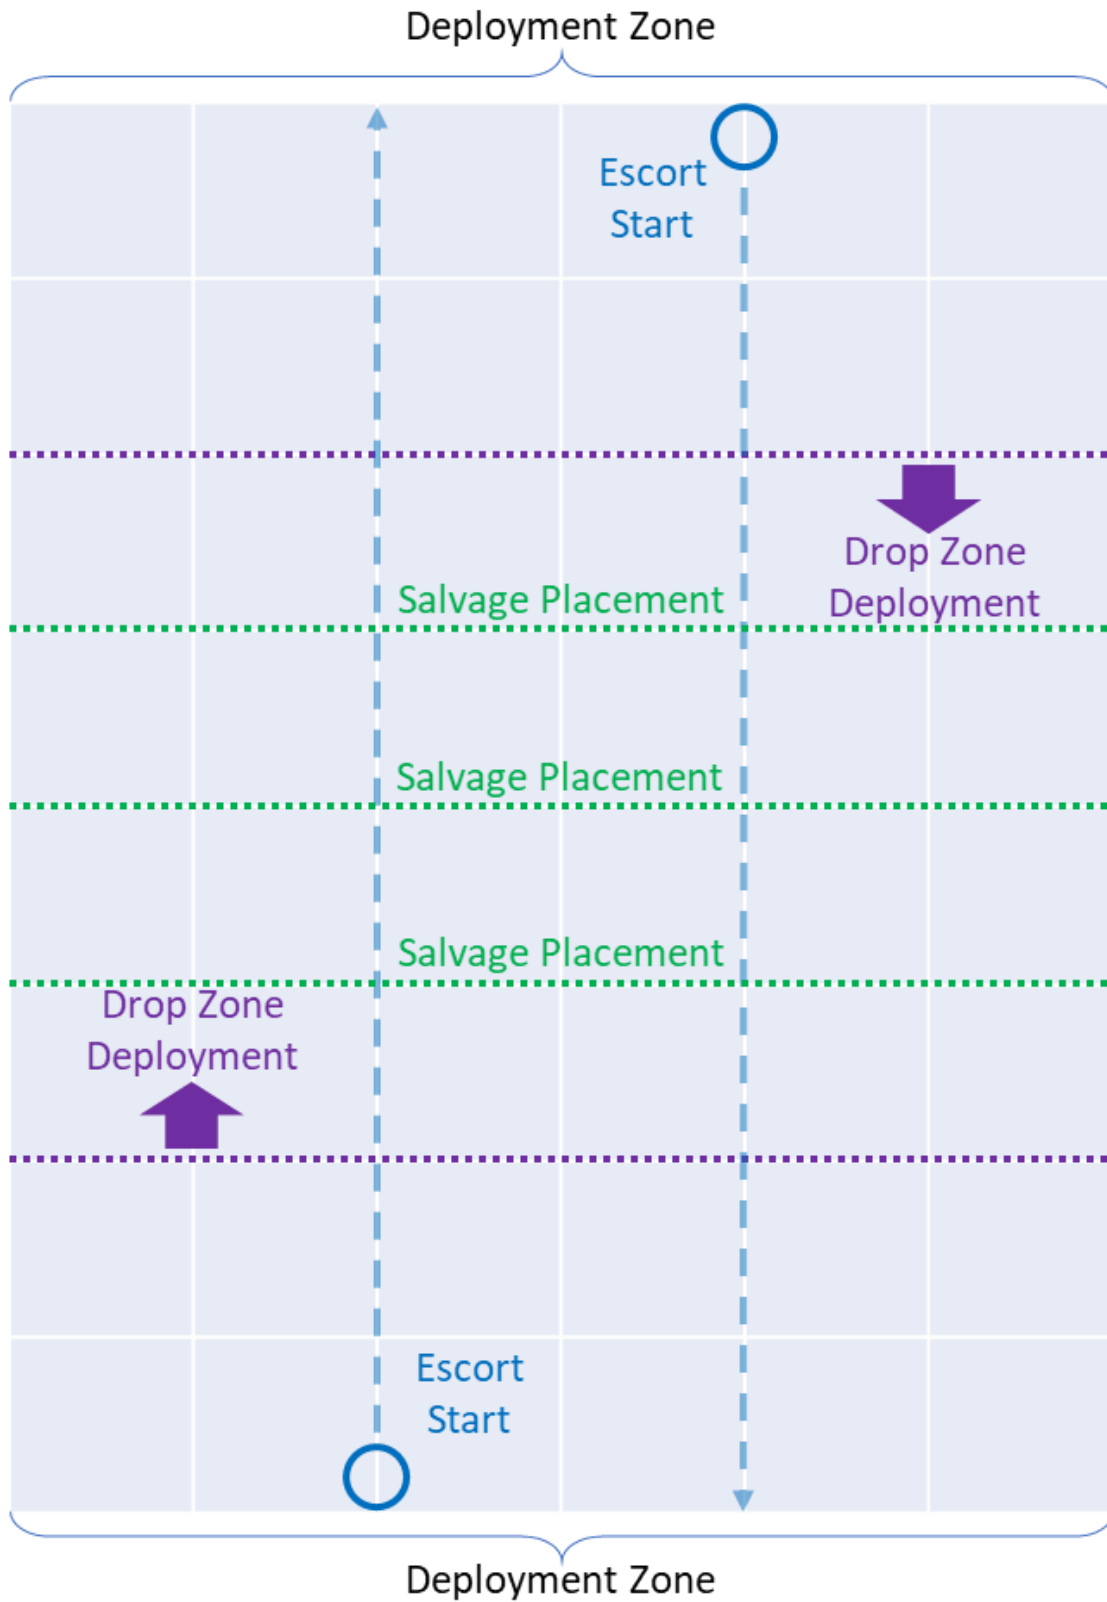 Deployment Zone
Escort
Start
Drop Zone
Deployment
Salvage Placement
Salvage Placement
Salvage Placement
Drop Zone
Deployment
Escort
Start
Deployment Zone